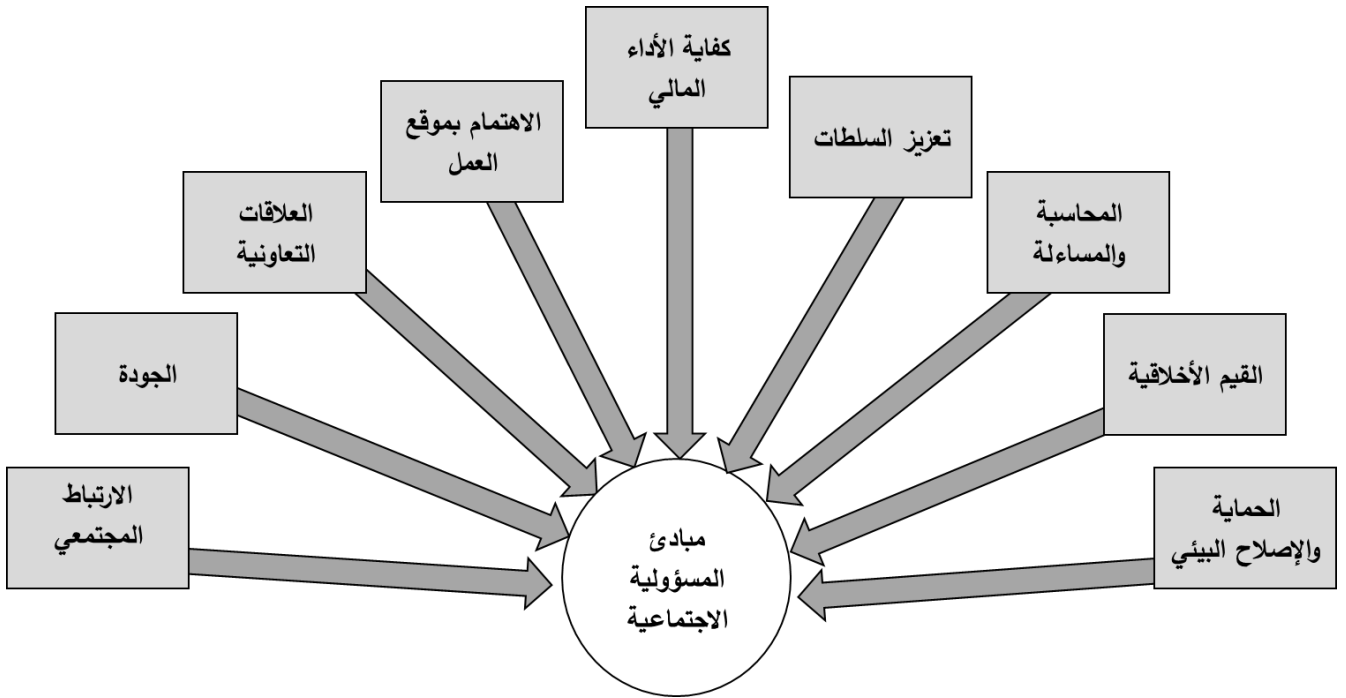 الحماية
والإصلاح البيئي
القيم الأخلاقية
المحاسبة
والمساءلة
تعزيز السلطات
كفاية الأداء
المالي
الاهتمام بموقع
العمل
العلاقات
التعاونية
الجودة
الارتباط
المجتمعي
مبادئ
المسؤولية
الاجتماعية